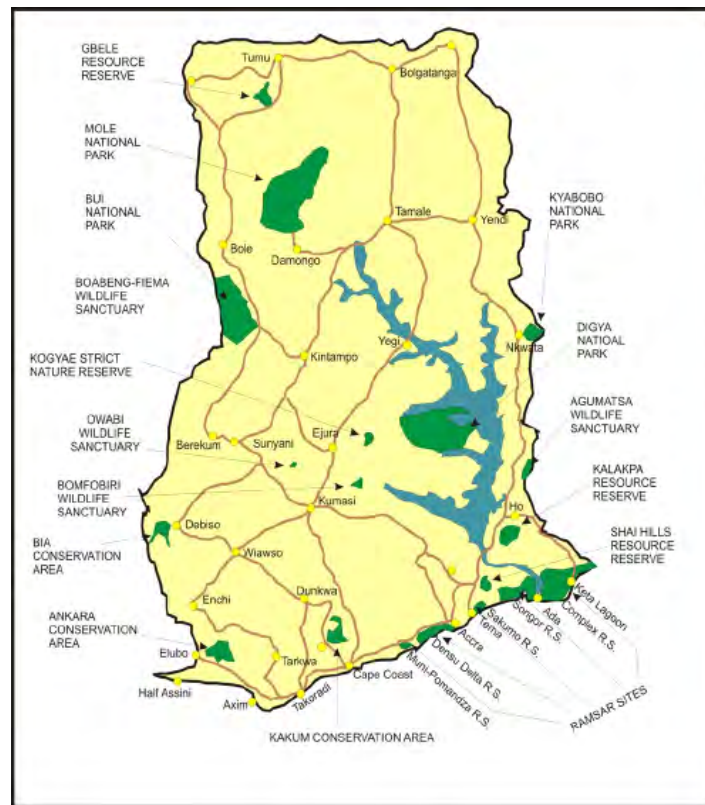 GBELE
RESOURCE
RESERVE
Tumu
Bolgatanga
MOLE
NATIONAL
PARK
BUI
NATIONAL
PARK
KYABOBO
NATIONAL
PARK
Tamale
Yendi
Bole
Damongo
BOABENG-FIEMA
WILDLIFE
SANCTUARY
DIGYA
NATIOAL
PARK
Yegi
Nkwata
KOGYAE STRICT
NATURE RESERVE
Kintampo
AGUMATSA
WILDLIFE
SANCTUARY
OWABI
WILDLIFE
SANCTUARY
Berekum
Sunyani
Ejura
KALAKPA
RESOURCE
RESERVE
BOMFOBIRI
WILDLIFE
SANCTUARY
Kumasi
Ho
SHAI HILLS
RESOURCE
RESERVE
BIA
CONSERVATION
AREA
Dabiso
Wiawso
Enchi
Dunkwa
ANKARA
CONSERVATION
AREA
Elubo
Tarkwa
Half Assini
Axim
Takoradi
Cape Coast
KAKUM CONSERVATION AREA
Accra
Tema
Sakumo R.S.
Songor R.S.
Ada
Keta Lagoon
Complex R.S.
Densu Delta R.S.
Muni-Pomandza R.S.
RAMSAR SITES